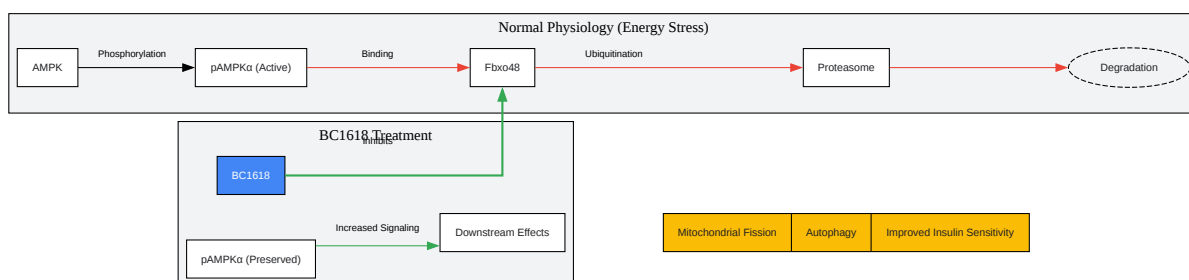 Normal Physiology (Energy Stress)
AMPK
Phosphorylation
pAMPKα (Active)
Binding
Fbxo48
Ubiquitination
Proteasome
Degradation
BC1618 Treatment
Inhibits
BC1618
pAMPKα (Preserved)
Increased Signaling
Downstream Effects
Mitochondrial Fission
Autophagy
Improved Insulin Sensitivity